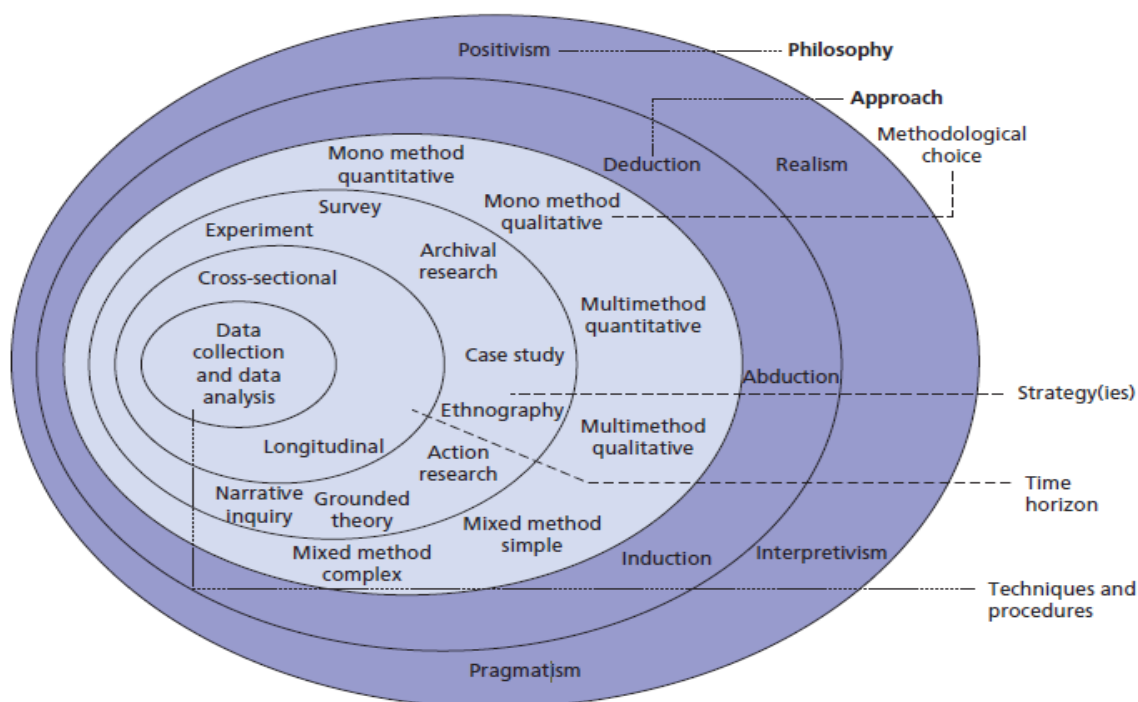 Positivism
Philosophy
Approach
Methodological
choice
Mono method
quantitative
Deduction
Realism
Survey
Mono method
qualitative
Experiment
Archival
research
Cross-sectional
Multimethod
quantitative
Data
collection
and data
analysis
Case study
Abduction
Strategy(ies)
Ethnography
Multimethod
qualitative
Longitudinal
Action
research
Time
horizon
Narrative
inquiry
Grounded
theory
Mixed method
simple
Mixed method
complex
Induction
Interpretivism
Techniques and
procedures
Pragmatism